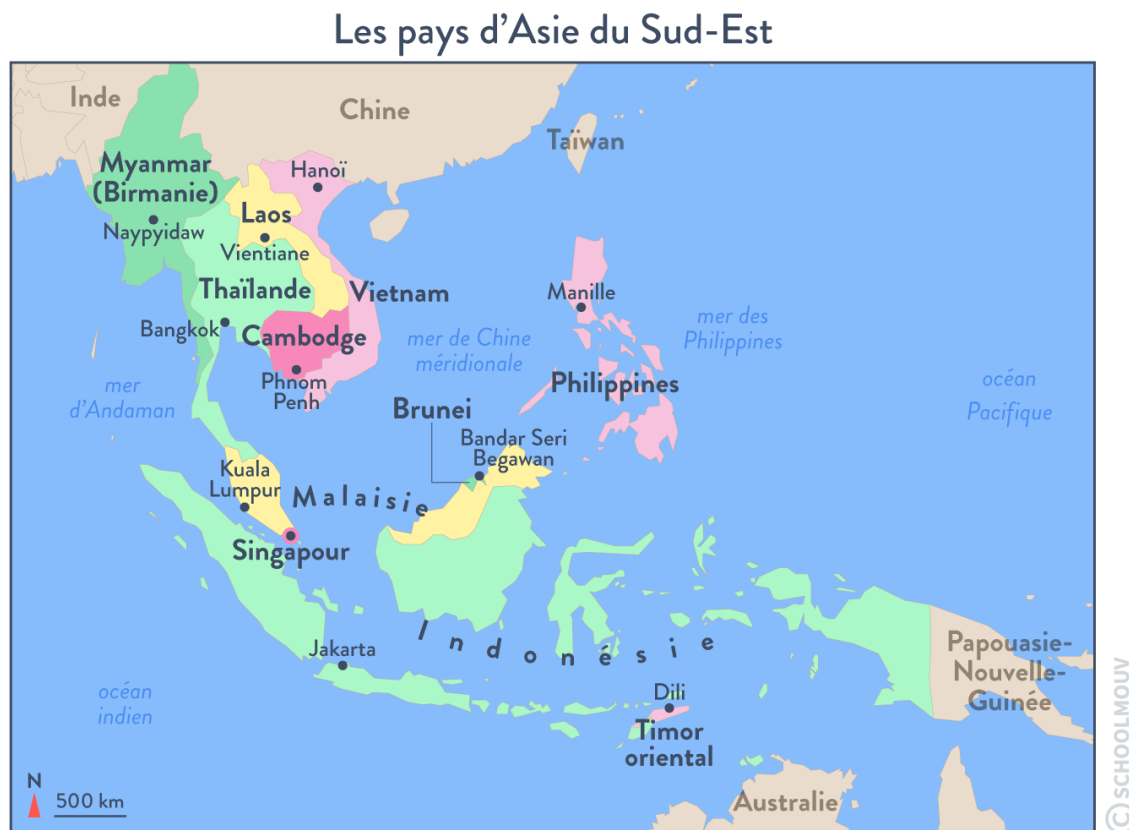 Les pays d'Asie du Sud-Est
Inde
Chine
Taïwan
Myanmar
(Birmanie)
Naypyidaw
Hanoï
Laos
Vientiane
Thaïlande
Vietnam
Bangkok
Cambodge
Phnom
Penh
Manille
mer de Chine
méridionale
mer des
Philippines
Philippines
mer
d'Andaman
océan
Pacifique
Brunei
Bandar Seri
Begawan
Kuala
Lumpur
Malaisie
Singapour
Indonésie
Jakarta
Papouasie-
Nouvelle-
Guinée
océan
indien
Dili
Timor
oriental
Australie
N
500 km
© SCHOOLMOUV